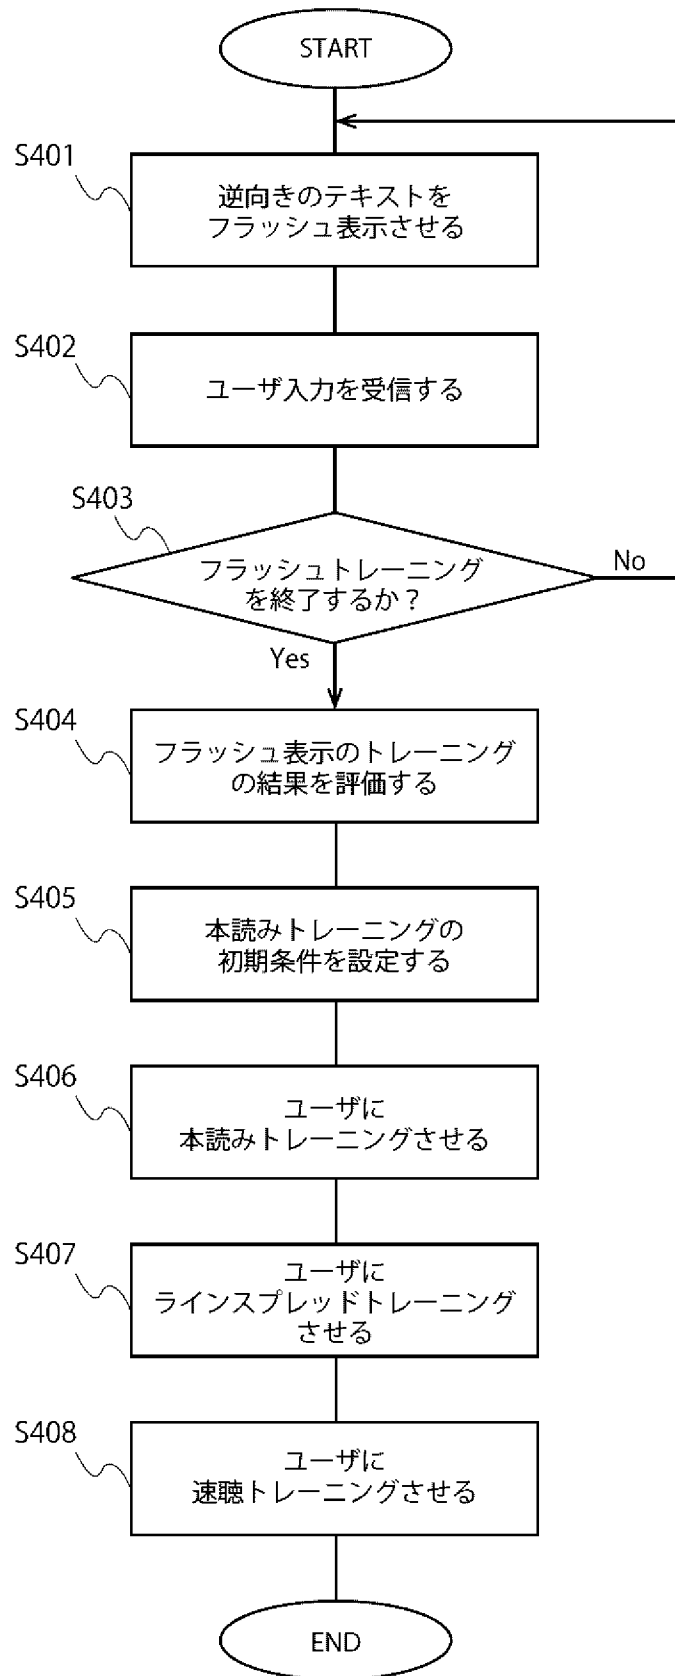 START
S401
逆向きのテキストを
フラッシュ表示させる
S402
ユーザ入力を受信する
S403
フラッシュトレーニング
を終了するか？
No
Yes
S404
フラッシュ表示のトレーニング
の結果を評価する
S405
本読みトレーニングの
初期条件を設定する
S406
ユーザに
本読みトレーニングさせる
S407
ユーザに
ラインスプレッドトレーニング
させる
S408
ユーザに
速聴トレーニングさせる
END